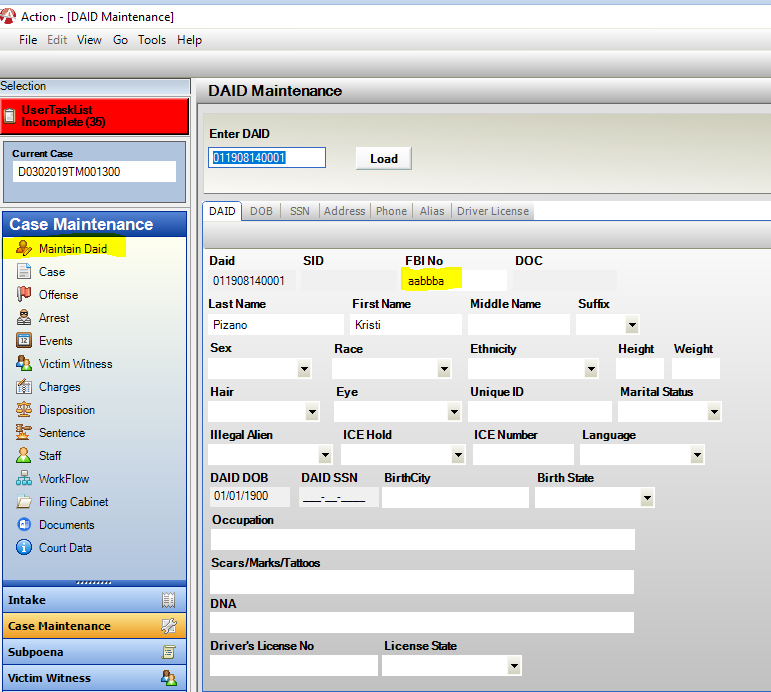 Action - [DAID Maintenance]
File Edit View Go Tools Help
Selection
UserTaskList
Incomplete (35)
Current Case
D0302019TM001300
Case Maintenance
Maintain Daid
Case
Offense
Arrest
Events
Victim Witness
Charges
Disposition
Sentence
Staff
WorkFlow
Filing Cabinet
Documents
Court Data
Intake
Case Maintenance
Subpoena
Victim Witness
DAID Maintenance
Enter DAID
011908140001 Load
DAID DOB SSN Address Phone Alias Driver License
Daid SID FBI No DOC
011908140001 aabbba
Last Name First Name Middle Name Suffix
Pizano Kristi
Sex Race Ethnicity Height Weight
Hair Eye Unique ID Marital Status
Illegal Alien ICE Hold ICE Number Language
DAID DOB DAID SSN BirthCity Birth State
01/01/1900 ___-__-____
Occupation
Scars/Marks/Tattoos
DNA
Driver's License No License State